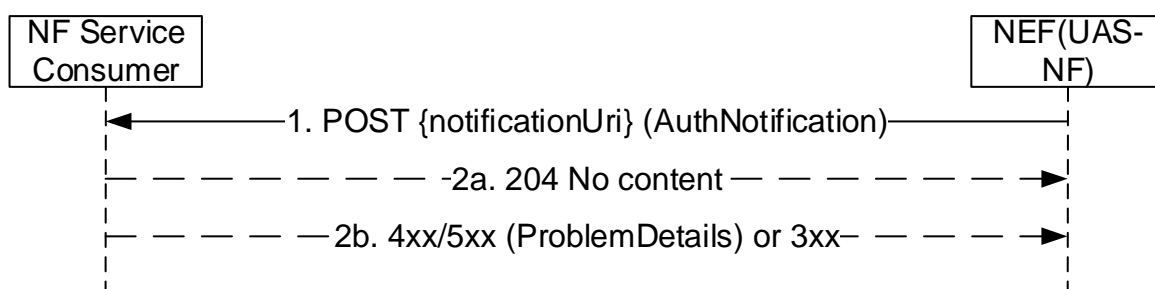 NF Service
Consumer
NEF(UAS-
NF)
1. POST {notificationUri} (AuthNotification)
2a. 204 No content
2b. 4xx/5xx (ProblemDetails) or 3xx